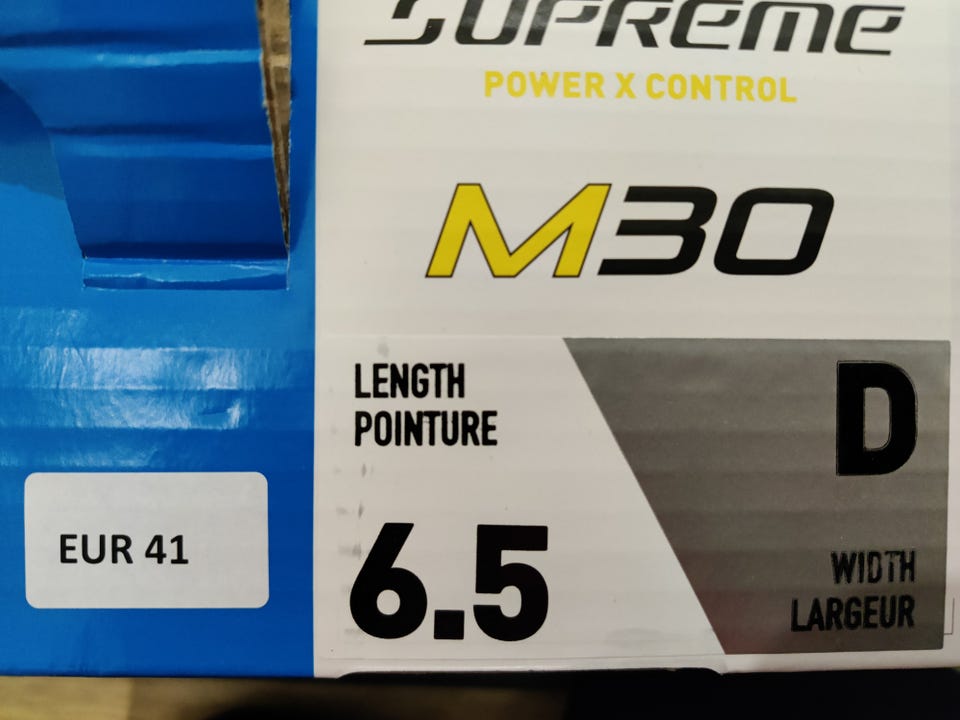 SUPREME
POWER X CONTROL
M30
LENGTH
POINTURE
6.5
D
WIDTH
LARGEUR
EUR 41